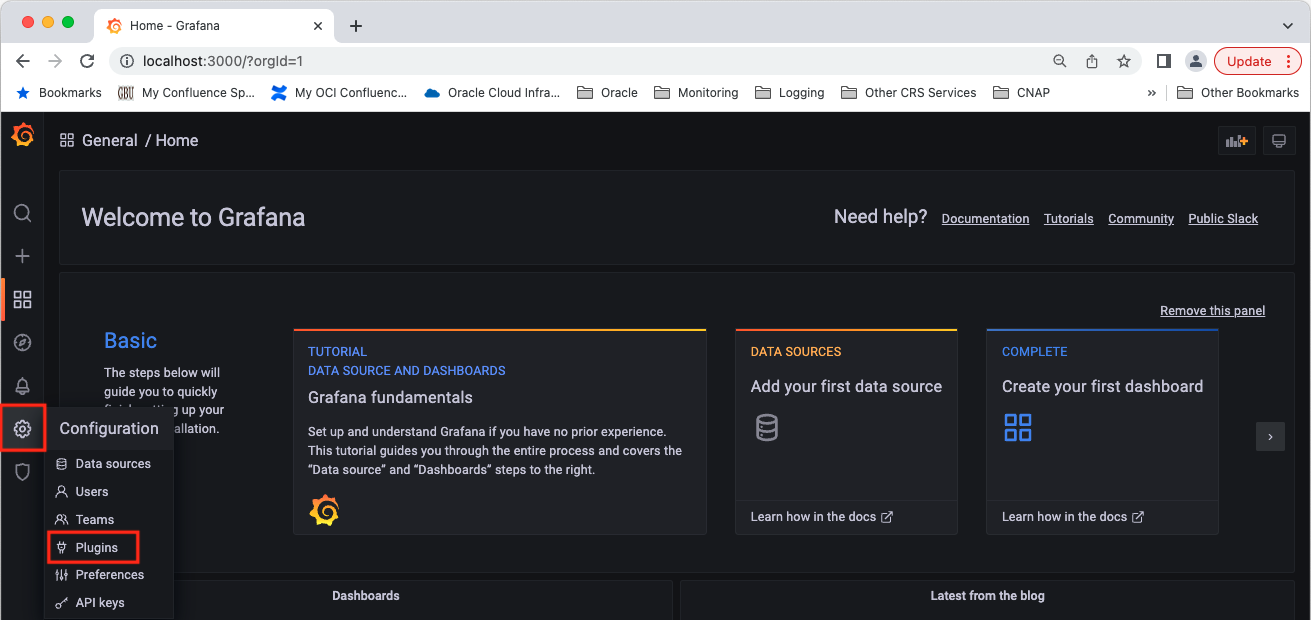 Home - Grafana
localhost:3000/?orgId=1
Update
Bookmarks
My Confluence Sp...
My OCI Confluenc...
Oracle Cloud Infra...
Oracle
Monitoring
Logging
Other CRS Services
CNAP
»
Other Bookmarks
General / Home
Welcome to Grafana
Need help?
Documentation
Tutorials
Community
Public Slack
Remove this panel
Basic
The steps below will
guide you to quickly
up your
allation.
TUTORIAL
DATA SOURCE AND DASHBOARDS
Grafana fundamentals
Set up and understand Grafana if you have no prior experience.
This tutorial guides you through the entire process and covers the
“Data source” and “Dashboards” steps to the right.
DATA SOURCES
Add your first data source
Learn how in the docs
COMPLETE
Create your first dashboard
Learn how in the docs
Configuration
Data sources
Users
Teams
Plugins
Preferences
API keys
Dashboards
Latest from the blog